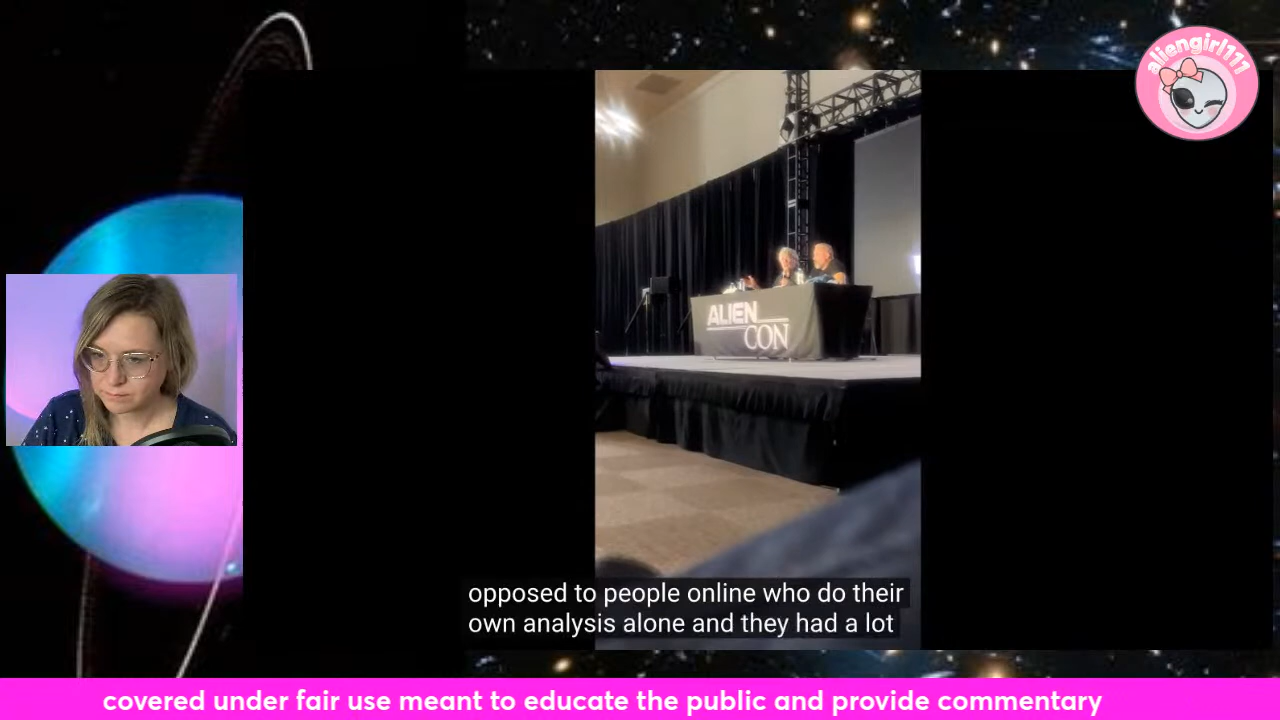 aliengirl111
ALIEN
CON
opposed to people online who do their
own analysis alone and they had a lot
covered under fair use meant to educate the public and provide commentary